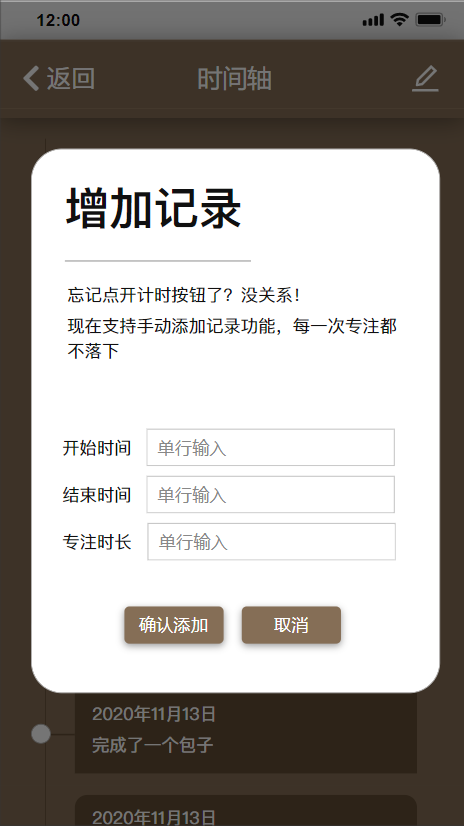 12:00
返回
时间轴
增加记录
忘记点开计时按钮了？没关系！
现在支持手动添加记录功能，每一次专注都
不落下
开始时间 单行输入
结束时间 单行输入
专注时长 单行输入
确认添加 取消
2020年11月13日
完成了一个包子
2020年11月13日